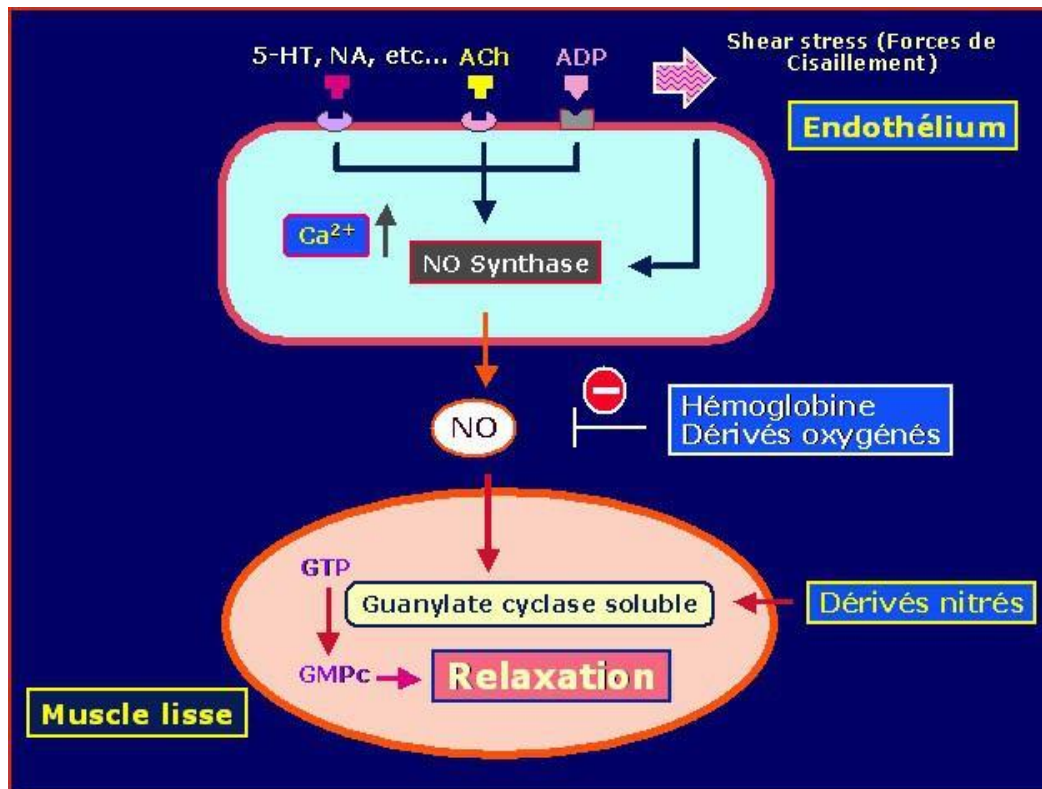 5-HT, NA, etc... ACh ADP
Shear stress (Forces de
Cisaillement)
Endothélium
Ca²⁺
NO Synthase
NO
Hémoglobine
Dérivés oxygénés
GTP
Guanylate cyclase soluble
Dérivés nitrés
GMPc
Relaxation
Muscle lisse